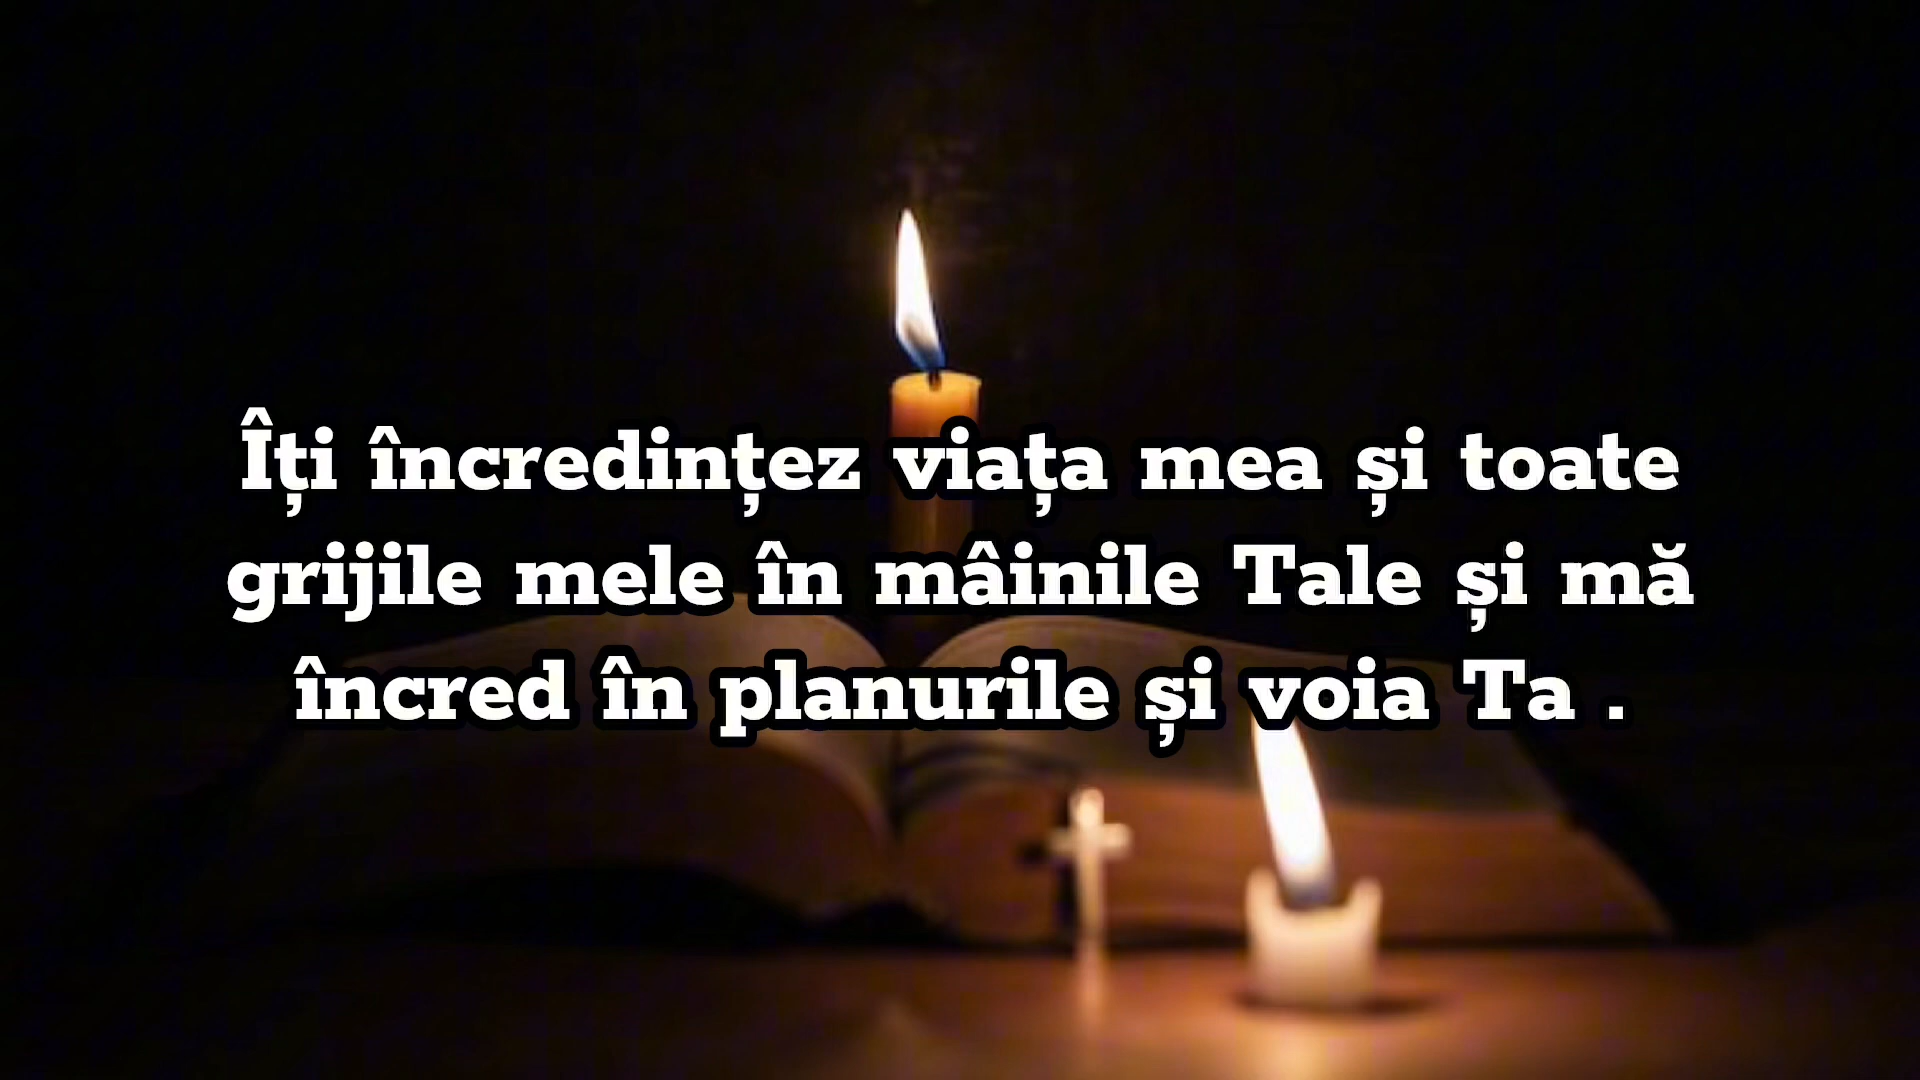 Îți încredințez viața mea și toate
grijile mele în mâinile Tale și mă
încred în planurile și voia Ta .